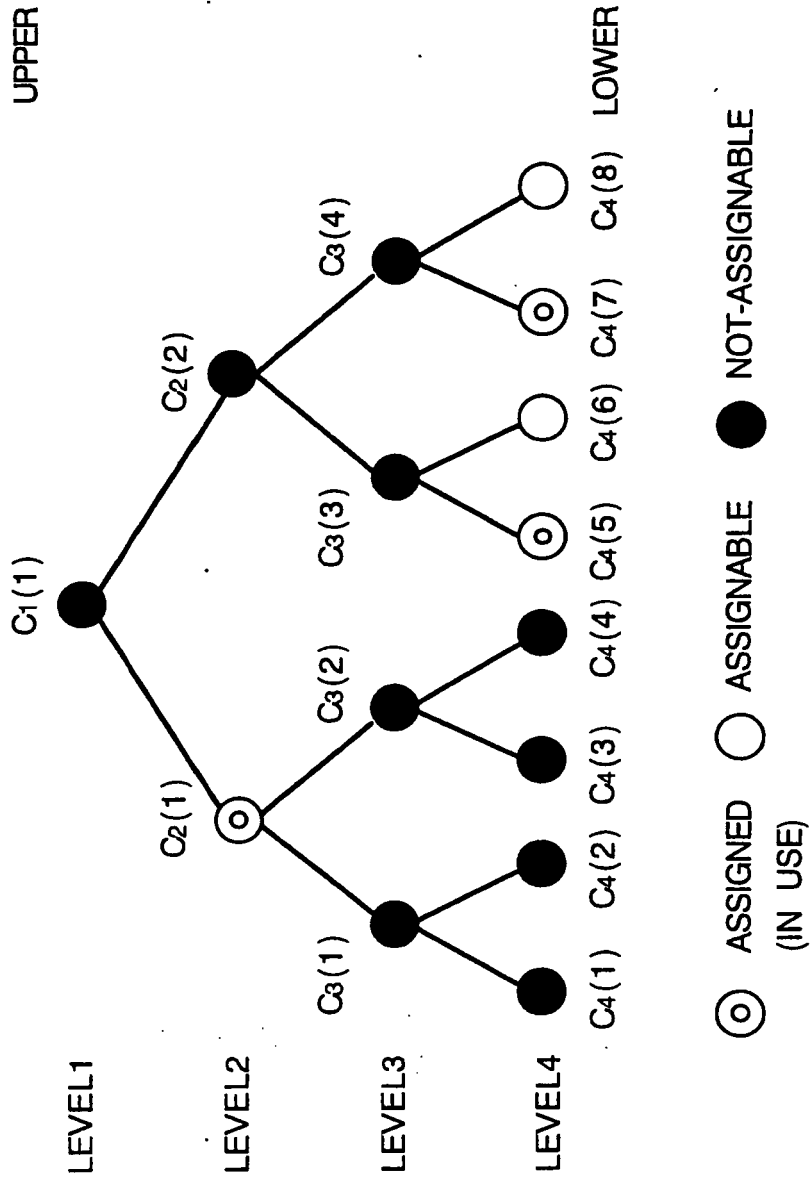 UPPER
LEVEL1
C1(1)
LEVEL2
C2(1)
C2(2)
LEVEL3
C3(1)
C3(2)
C3(3)
C3(4)
LEVEL4
C4(1)
C4(2)
C4(3)
C4(4)
C4(5)
C4(6)
C4(7)
C4(8)
LOWER
ASSIGNED
(IN USE)
ASSIGNABLE
NOT-ASSIGNABLE